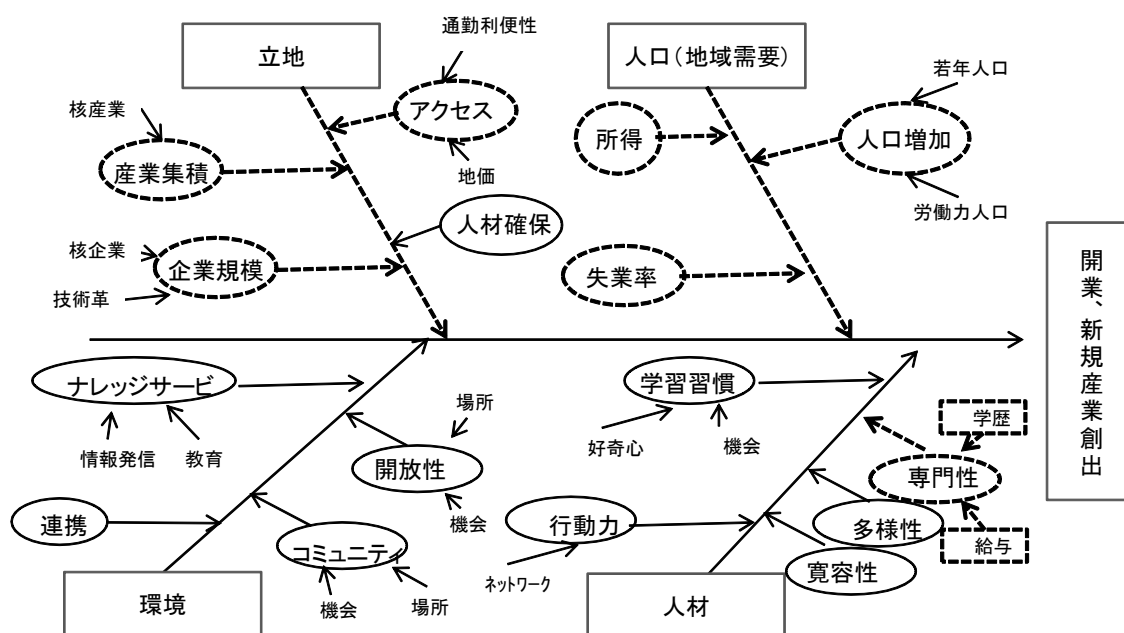 立地
通勤利便性
アクセス
地価
核産業
産業集積
人材確保
核企業
企業規模
技術革
人口（地域需要）
若年人口
所得
人口増加
労働力人口
失業率
開業、新規産業創出
ナレッジサービ
情報発信
教育
場所
開放性
機会
連携
コミュニティ
機会
場所
環境
学習習慣
好奇心
機会
学歴
専門性
給与
行動力
ネットワーク
多様性
寛容性
人材